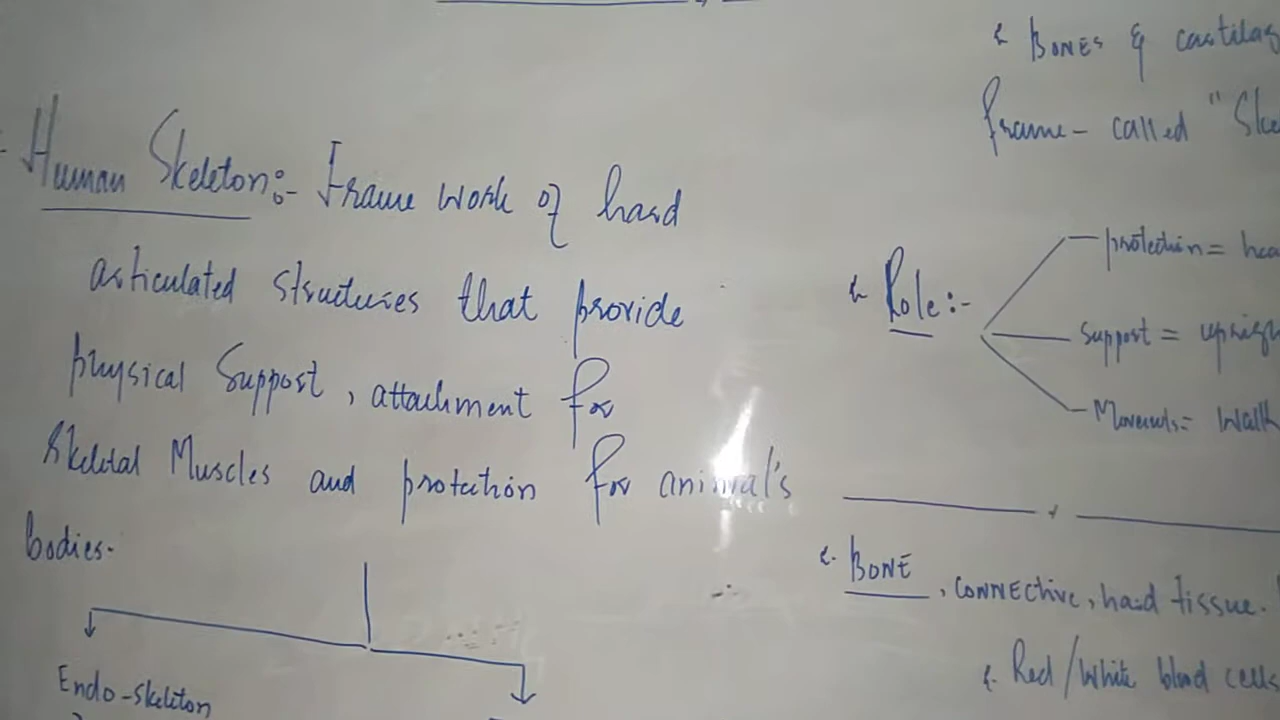 Human Skeleton:- Frame work of hard
articulated structures that provide
physical Support, attachment for
Skeletal Muscles and protection for animal's
bodies.
Endo-skeleton
BONES & cartilag
frame - called "Ske
Role:-
protection = hea
Support = uprigh
Movements = Walk
BONE, CONNECtive, hard tissue.
Red/White blood cells